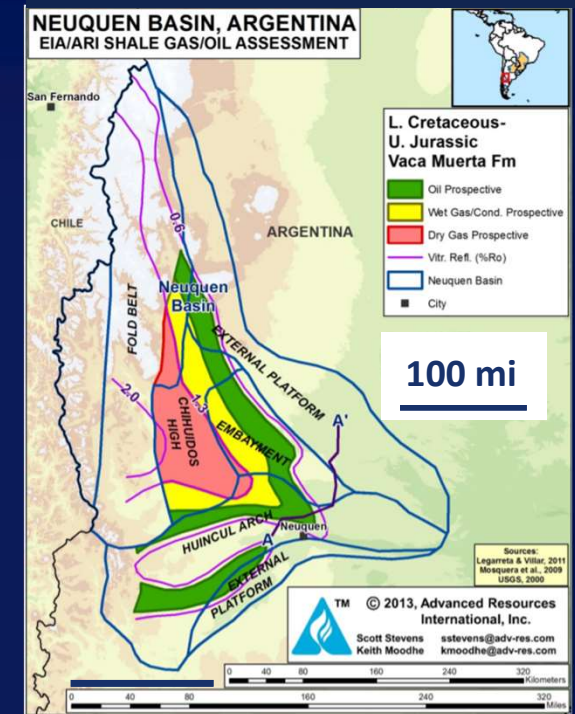 NEUQUEN BASIN, ARGENTINA
EIA/ARI SHALE GAS/OIL ASSESSMENT
San Fernando
CHILE
ARGENTINA
L. Cretaceous-
U. Jurassic
Vaca Muerta Fm
Oil Prospective
Wet Gas/Cond. Prospective
Dry Gas Prospective
Vitr. Refl. (%Ro)
Neuquen Basin
City
0.6
Neuquen
Basin
FOLD BELT
EXTERNAL PLATFORM
100 mi
2.0
1.3
CHIHUIDOS
HIGH
EMBAYMENT
A'
HUINCUL ARCH
Neuquen
A
EXTERNAL
PLATFORM
Sources:
Legarreta & Villar, 2011
Mosquera et al., 2009
USGS, 2000
TM
© 2013, Advanced Resources
International, Inc.
Scott Stevens sstevens@adv-res.com
Keith Moodhe kmoodhe@adv-res.com
0 40 80 160 240 320
Kilometers
0 40 80 160 240 320
Miles